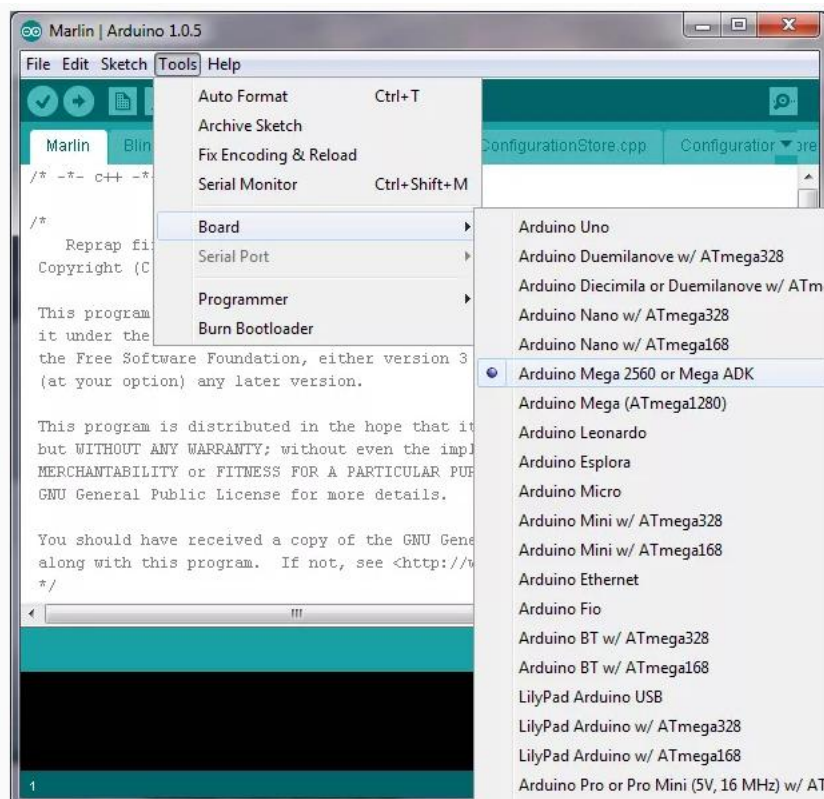 Marlin | Arduino 1.0.5
File Edit Sketch Tools Help
Auto Format Ctrl+T
Archive Sketch
Fix Encoding & Reload
Serial Monitor Ctrl+Shift+M
Board
Serial Port
Programmer
Burn Bootloader
Marlin Blin ConfigurationStore.cpp Configuration ore
/* -*- c++ -*-
/*
Reprap fi
Copyright (C
This program
it under the
the Free Software Foundation, either version 3
(at your option) any later version.
This program is distributed in the hope that it
but WITHOUT ANY WARRANTY; without even the impl
MERCHANTABILITY or FITNESS FOR A PARTICULAR PUR
GNU General Public License for more details.
You should have received a copy of the GNU Gene
along with this program. If not, see <http://w
*/
Arduino Uno
Arduino Duemilanove w/ ATmega328
Arduino Diecimila or Duemilanove w/ ATm
Arduino Nano w/ ATmega328
Arduino Nano w/ ATmega168
Arduino Mega 2560 or Mega ADK
Arduino Mega (ATmega1280)
Arduino Leonardo
Arduino Esplora
Arduino Micro
Arduino Mini w/ ATmega328
Arduino Mini w/ ATmega168
Arduino Ethernet
Arduino Fio
Arduino BT w/ ATmega328
Arduino BT w/ ATmega168
LilyPad Arduino USB
LilyPad Arduino w/ ATmega328
LilyPad Arduino w/ ATmega168
Arduino Pro or Pro Mini (5V, 16 MHz) w/ AT
1